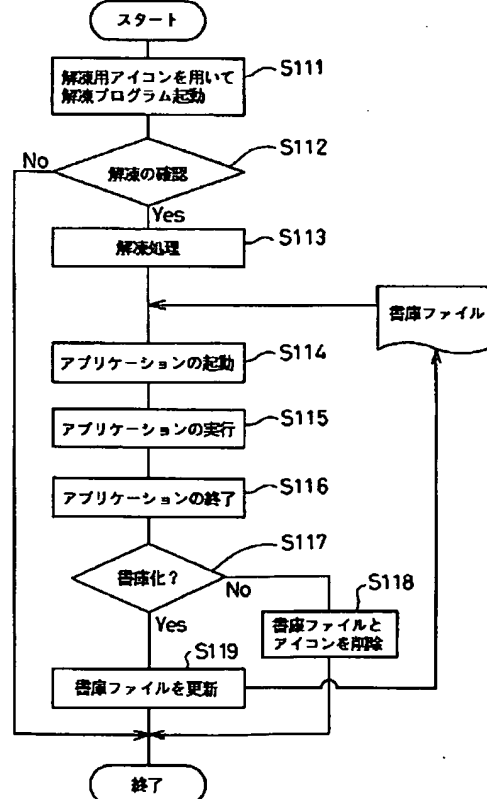 スタート
解凍用アイコンを用いて
解凍プログラム起動
S111
S112
No
解凍の確認
Yes
解凍処理
S113
書庫ファイル
アプリケーションの起動
S114
アプリケーションの実行
S115
アプリケーションの終了
S116
書庫化?
S117
No
Yes
S118
書庫ファイルと
アイコンを削除
S119
書庫ファイルを更新
終了